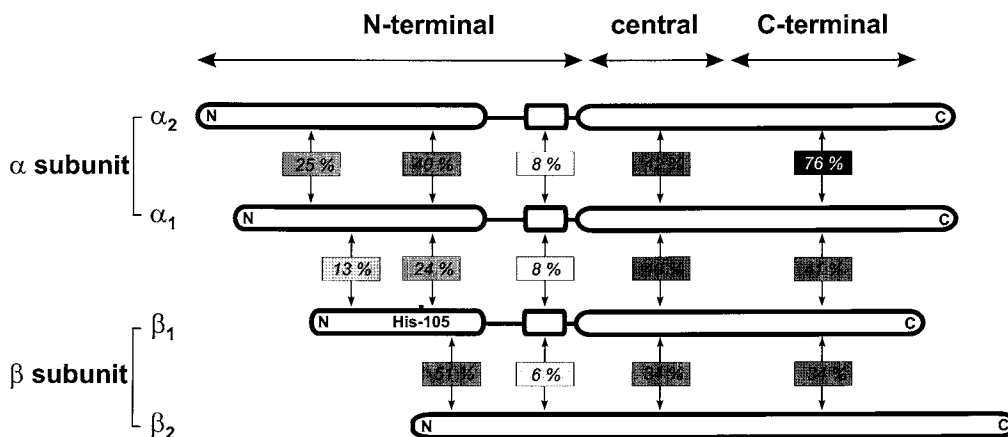 N-terminal central C-terminal
α subunit
α2 N C
25 % 40 % 8 % 76 %
α1 N C
13 % 24 % 8 % 41 %
β1 N His-105 C
β subunit
51 % 6 % 34 %
β2 N C